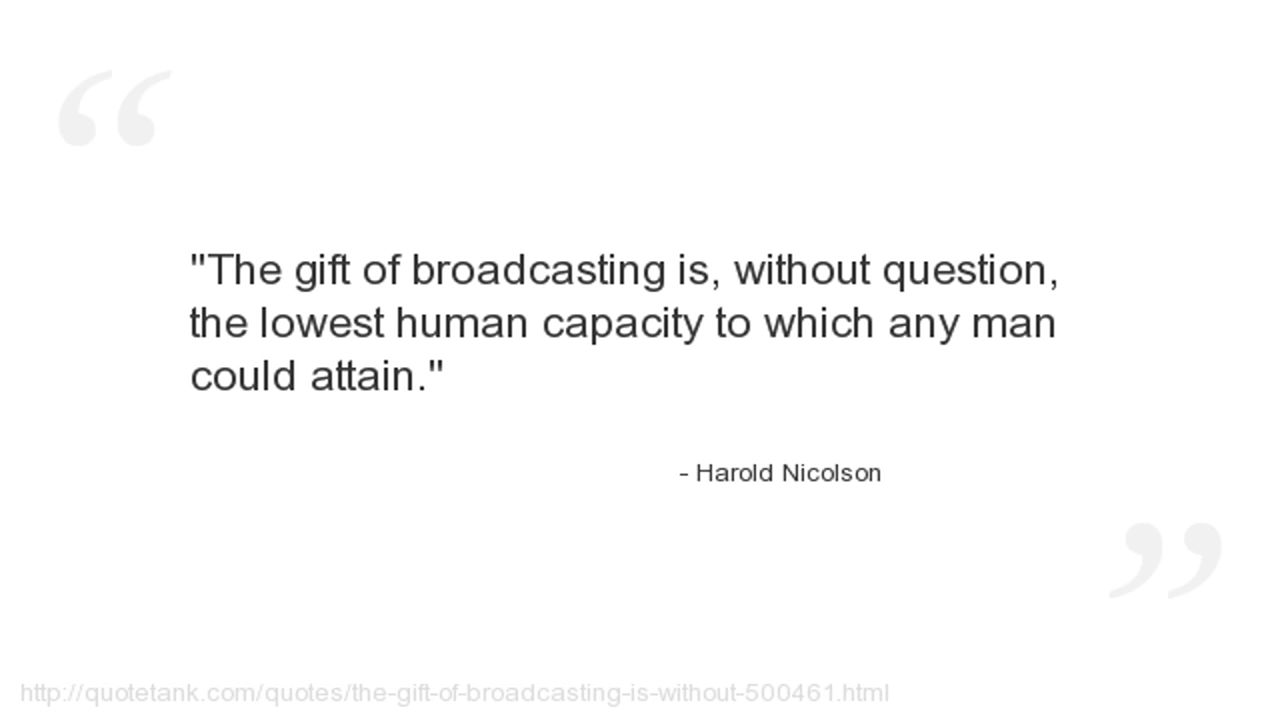 "The gift of broadcasting is, without question,
the lowest human capacity to which any man
could attain."
- Harold Nicolson
http://quotetank.com/quotes/the-gift-of-broadcasting-is-without-500461.html